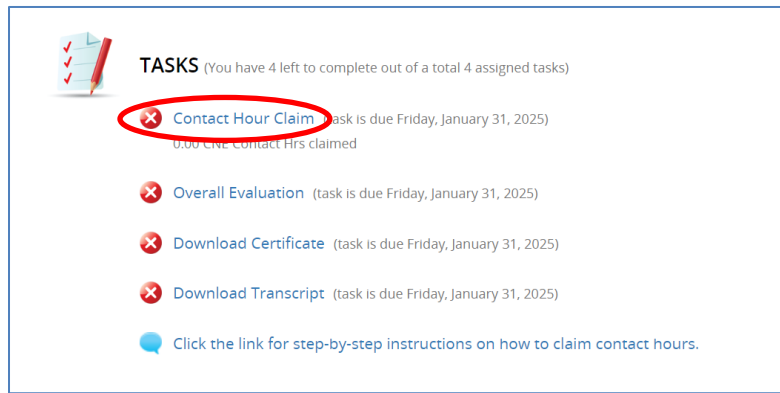 TASKS (You have 4 left to complete out of a total 4 assigned tasks)
Contact Hour Claim (task is due Friday, January 31, 2025)
0.00 CNE Contact Hrs claimed
Overall Evaluation (task is due Friday, January 31, 2025)
Download Certificate (task is due Friday, January 31, 2025)
Download Transcript (task is due Friday, January 31, 2025)
Click the link for step-by-step instructions on how to claim contact hours.